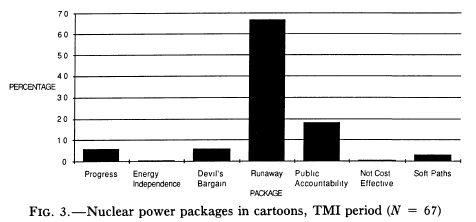 70
60
50
40
PERCENTAGE
30
20
10
0
Progress Energy Independence Devil's Bargain Runaway Public Accountability Not Cost Effective Soft Paths
PACKAGE
FIG. 3.—Nuclear power packages in cartoons, TMI period (N = 67)